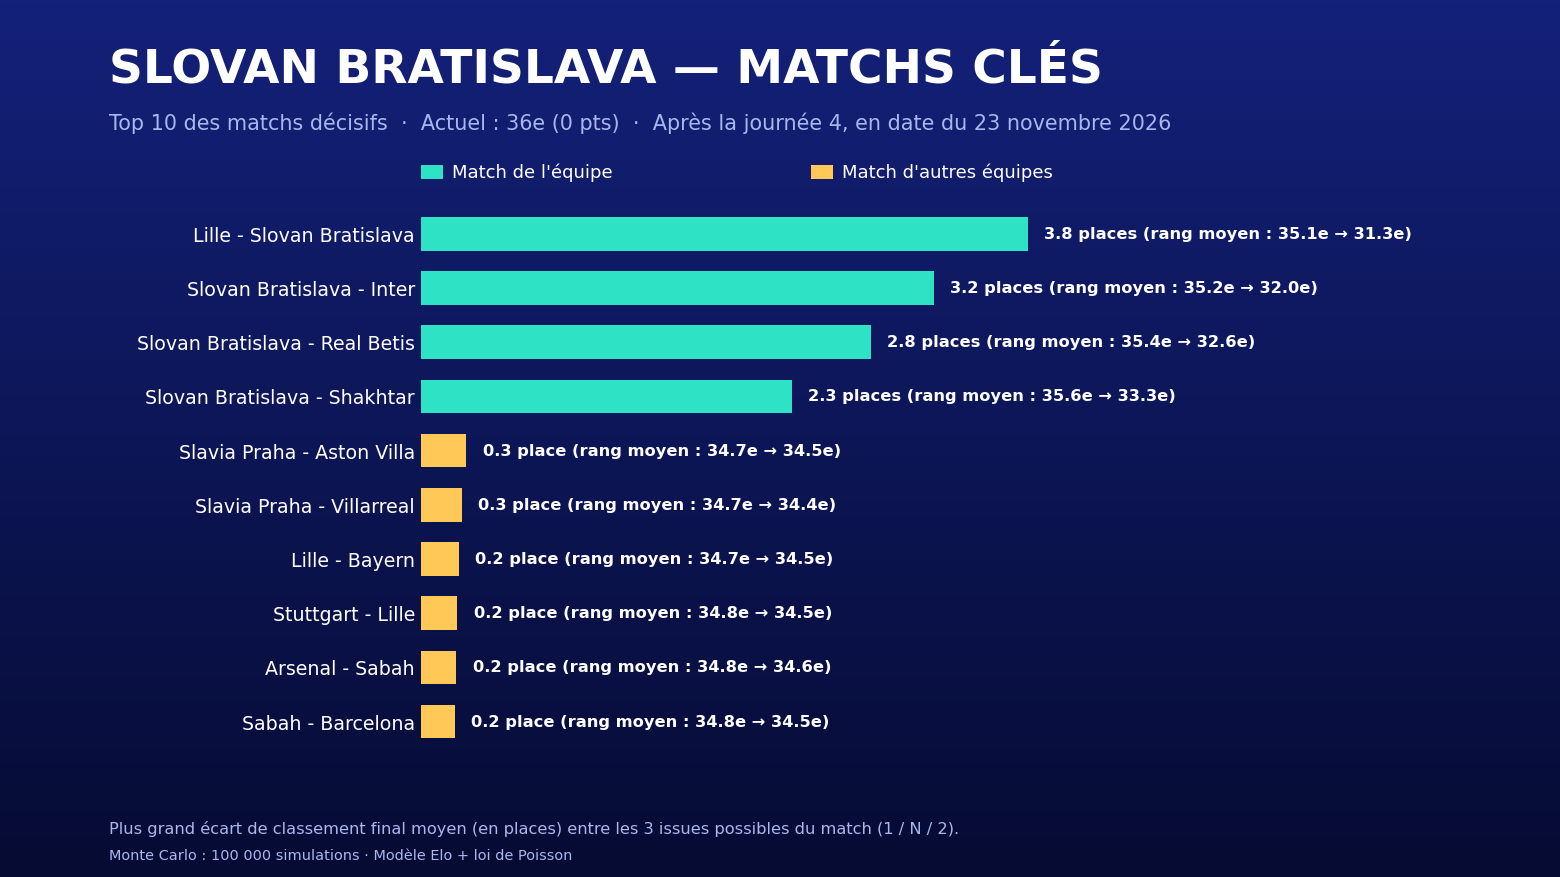 SLOVAN BRATISLAVA — MATCHS CLÉS
Top 10 des matchs décisifs · Actuel : 36e (0 pts) · Après la journée 4, en date du 23 novembre 2026
Match de l'équipe Match d'autres équipes
Lille - Slovan Bratislava 3.8 places (rang moyen : 35.1e → 31.3e)
Slovan Bratislava - Inter 3.2 places (rang moyen : 35.2e → 32.0e)
Slovan Bratislava - Real Betis 2.8 places (rang moyen : 35.4e → 32.6e)
Slovan Bratislava - Shakhtar 2.3 places (rang moyen : 35.6e → 33.3e)
Slavia Praha - Aston Villa 0.3 place (rang moyen : 34.7e → 34.5e)
Slavia Praha - Villarreal 0.3 place (rang moyen : 34.7e → 34.4e)
Lille - Bayern 0.2 place (rang moyen : 34.7e → 34.5e)
Stuttgart - Lille 0.2 place (rang moyen : 34.8e → 34.5e)
Arsenal - Sabah 0.2 place (rang moyen : 34.8e → 34.6e)
Sabah - Barcelona 0.2 place (rang moyen : 34.8e → 34.5e)
Plus grand écart de classement final moyen (en places) entre les 3 issues possibles du match (1 / N / 2).
Monte Carlo : 100 000 simulations · Modèle Elo + loi de Poisson